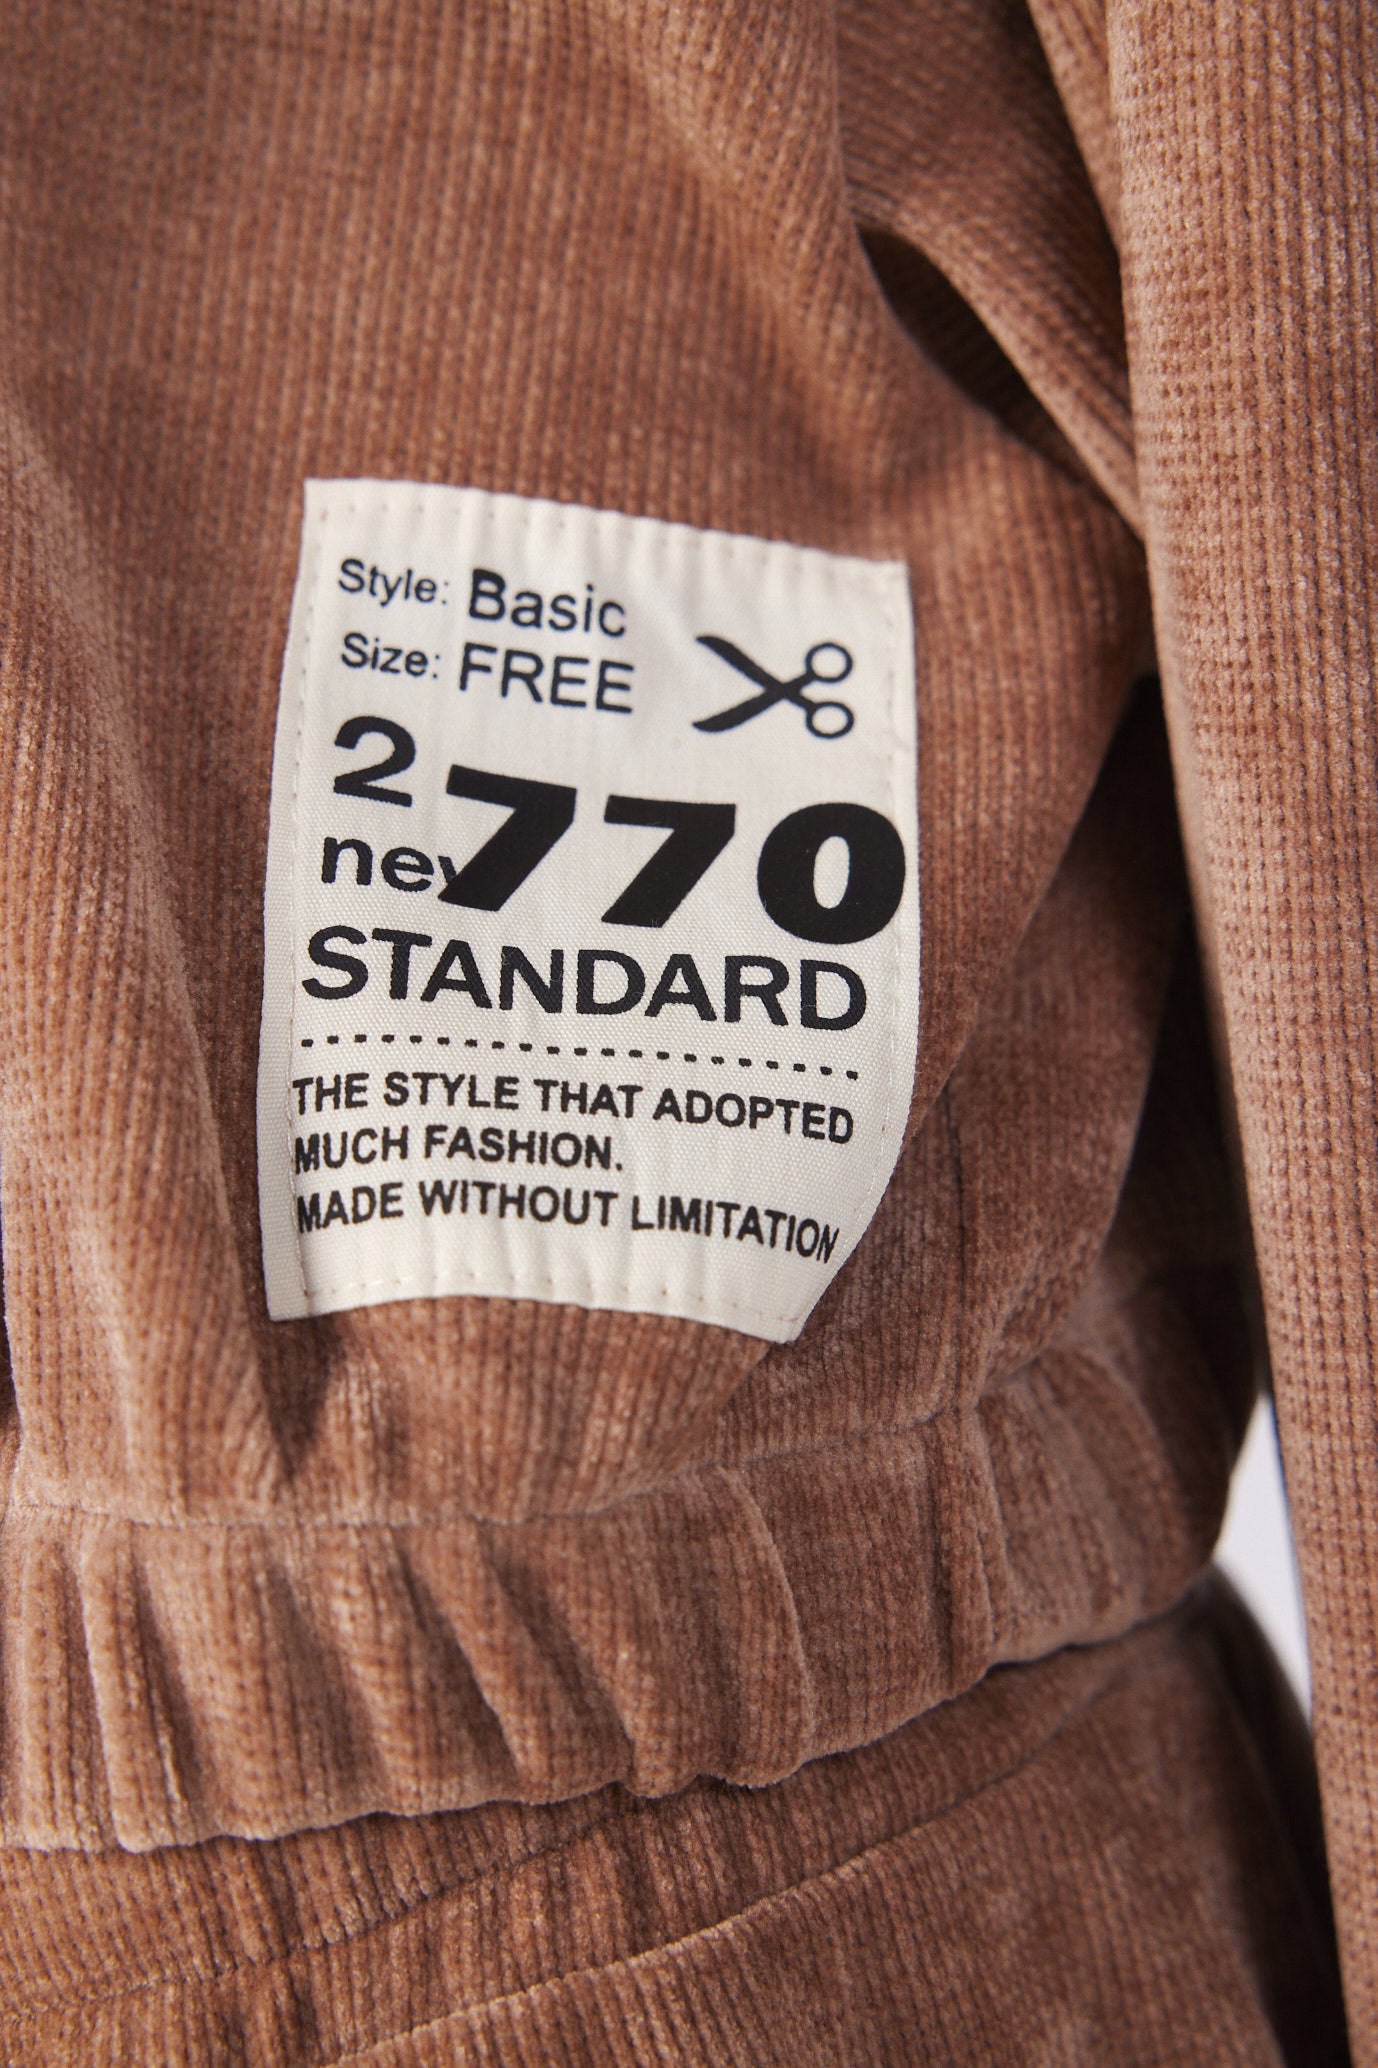 Style: Basic
Size: FREE
2
770
STANDARD
THE STYLE THAT ADOPTED
MUCH FASHION.
MADE WITHOUT LIMITATION